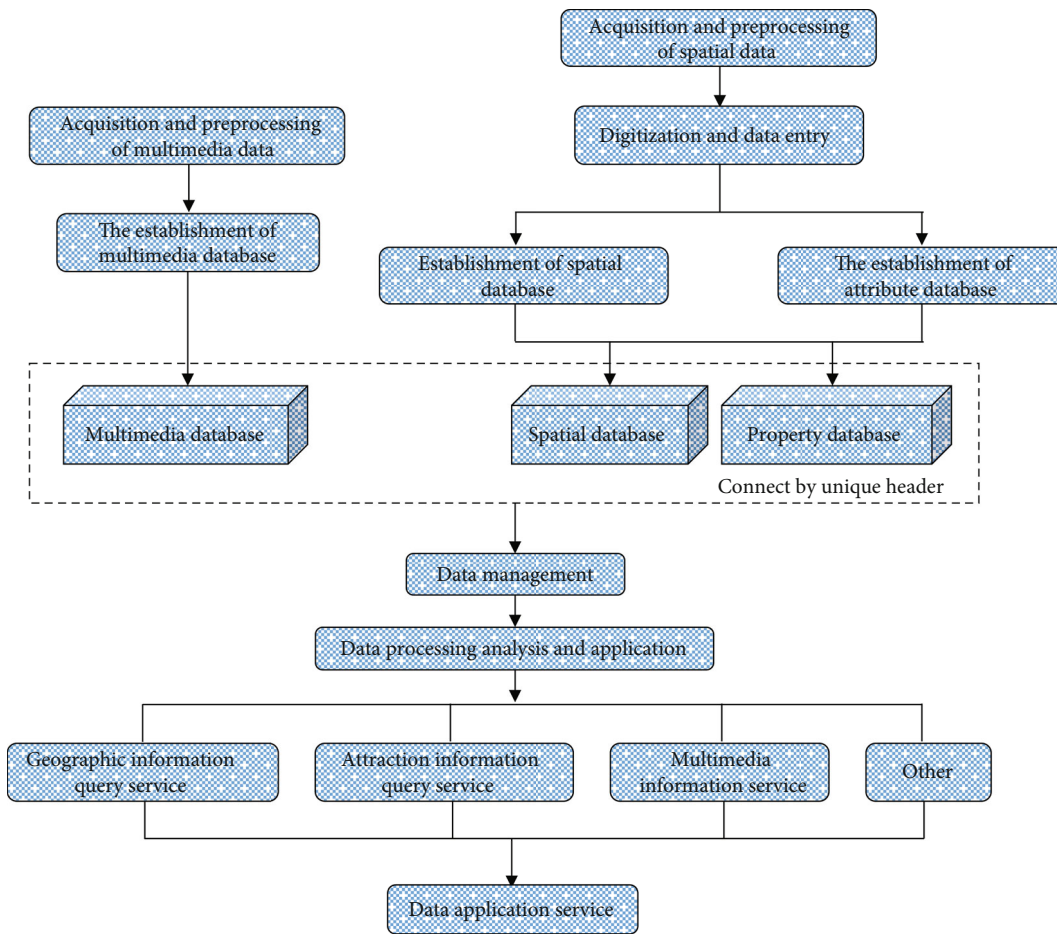 Acquisition and preprocessing
of spatial data
Acquisition and preprocessing
of multimedia data
Digitization and data entry
The establishment of
multimedia database
Establishment of spatial
database
The establishment of
attribute database
Multimedia database
Spatial database
Property database
Connect by unique header
Data management
Data processing analysis and application
Geographic information
query service
Attraction information
query service
Multimedia
information service
Other
Data application service